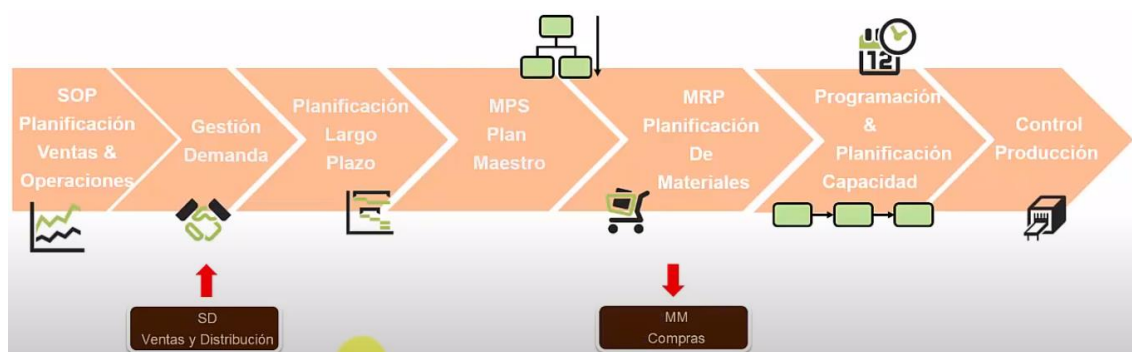 SOP
Planificación
Ventas &
Operaciones
Gestión
Demanda
Planificación
Largo
Plazo
MPS
Plan
Maestro
MRP
Planificación
De
Materiales
12
Programación
&
Planificación
Capacidad
Control
Producción
SD
Ventas y Distribución
MM
Compras